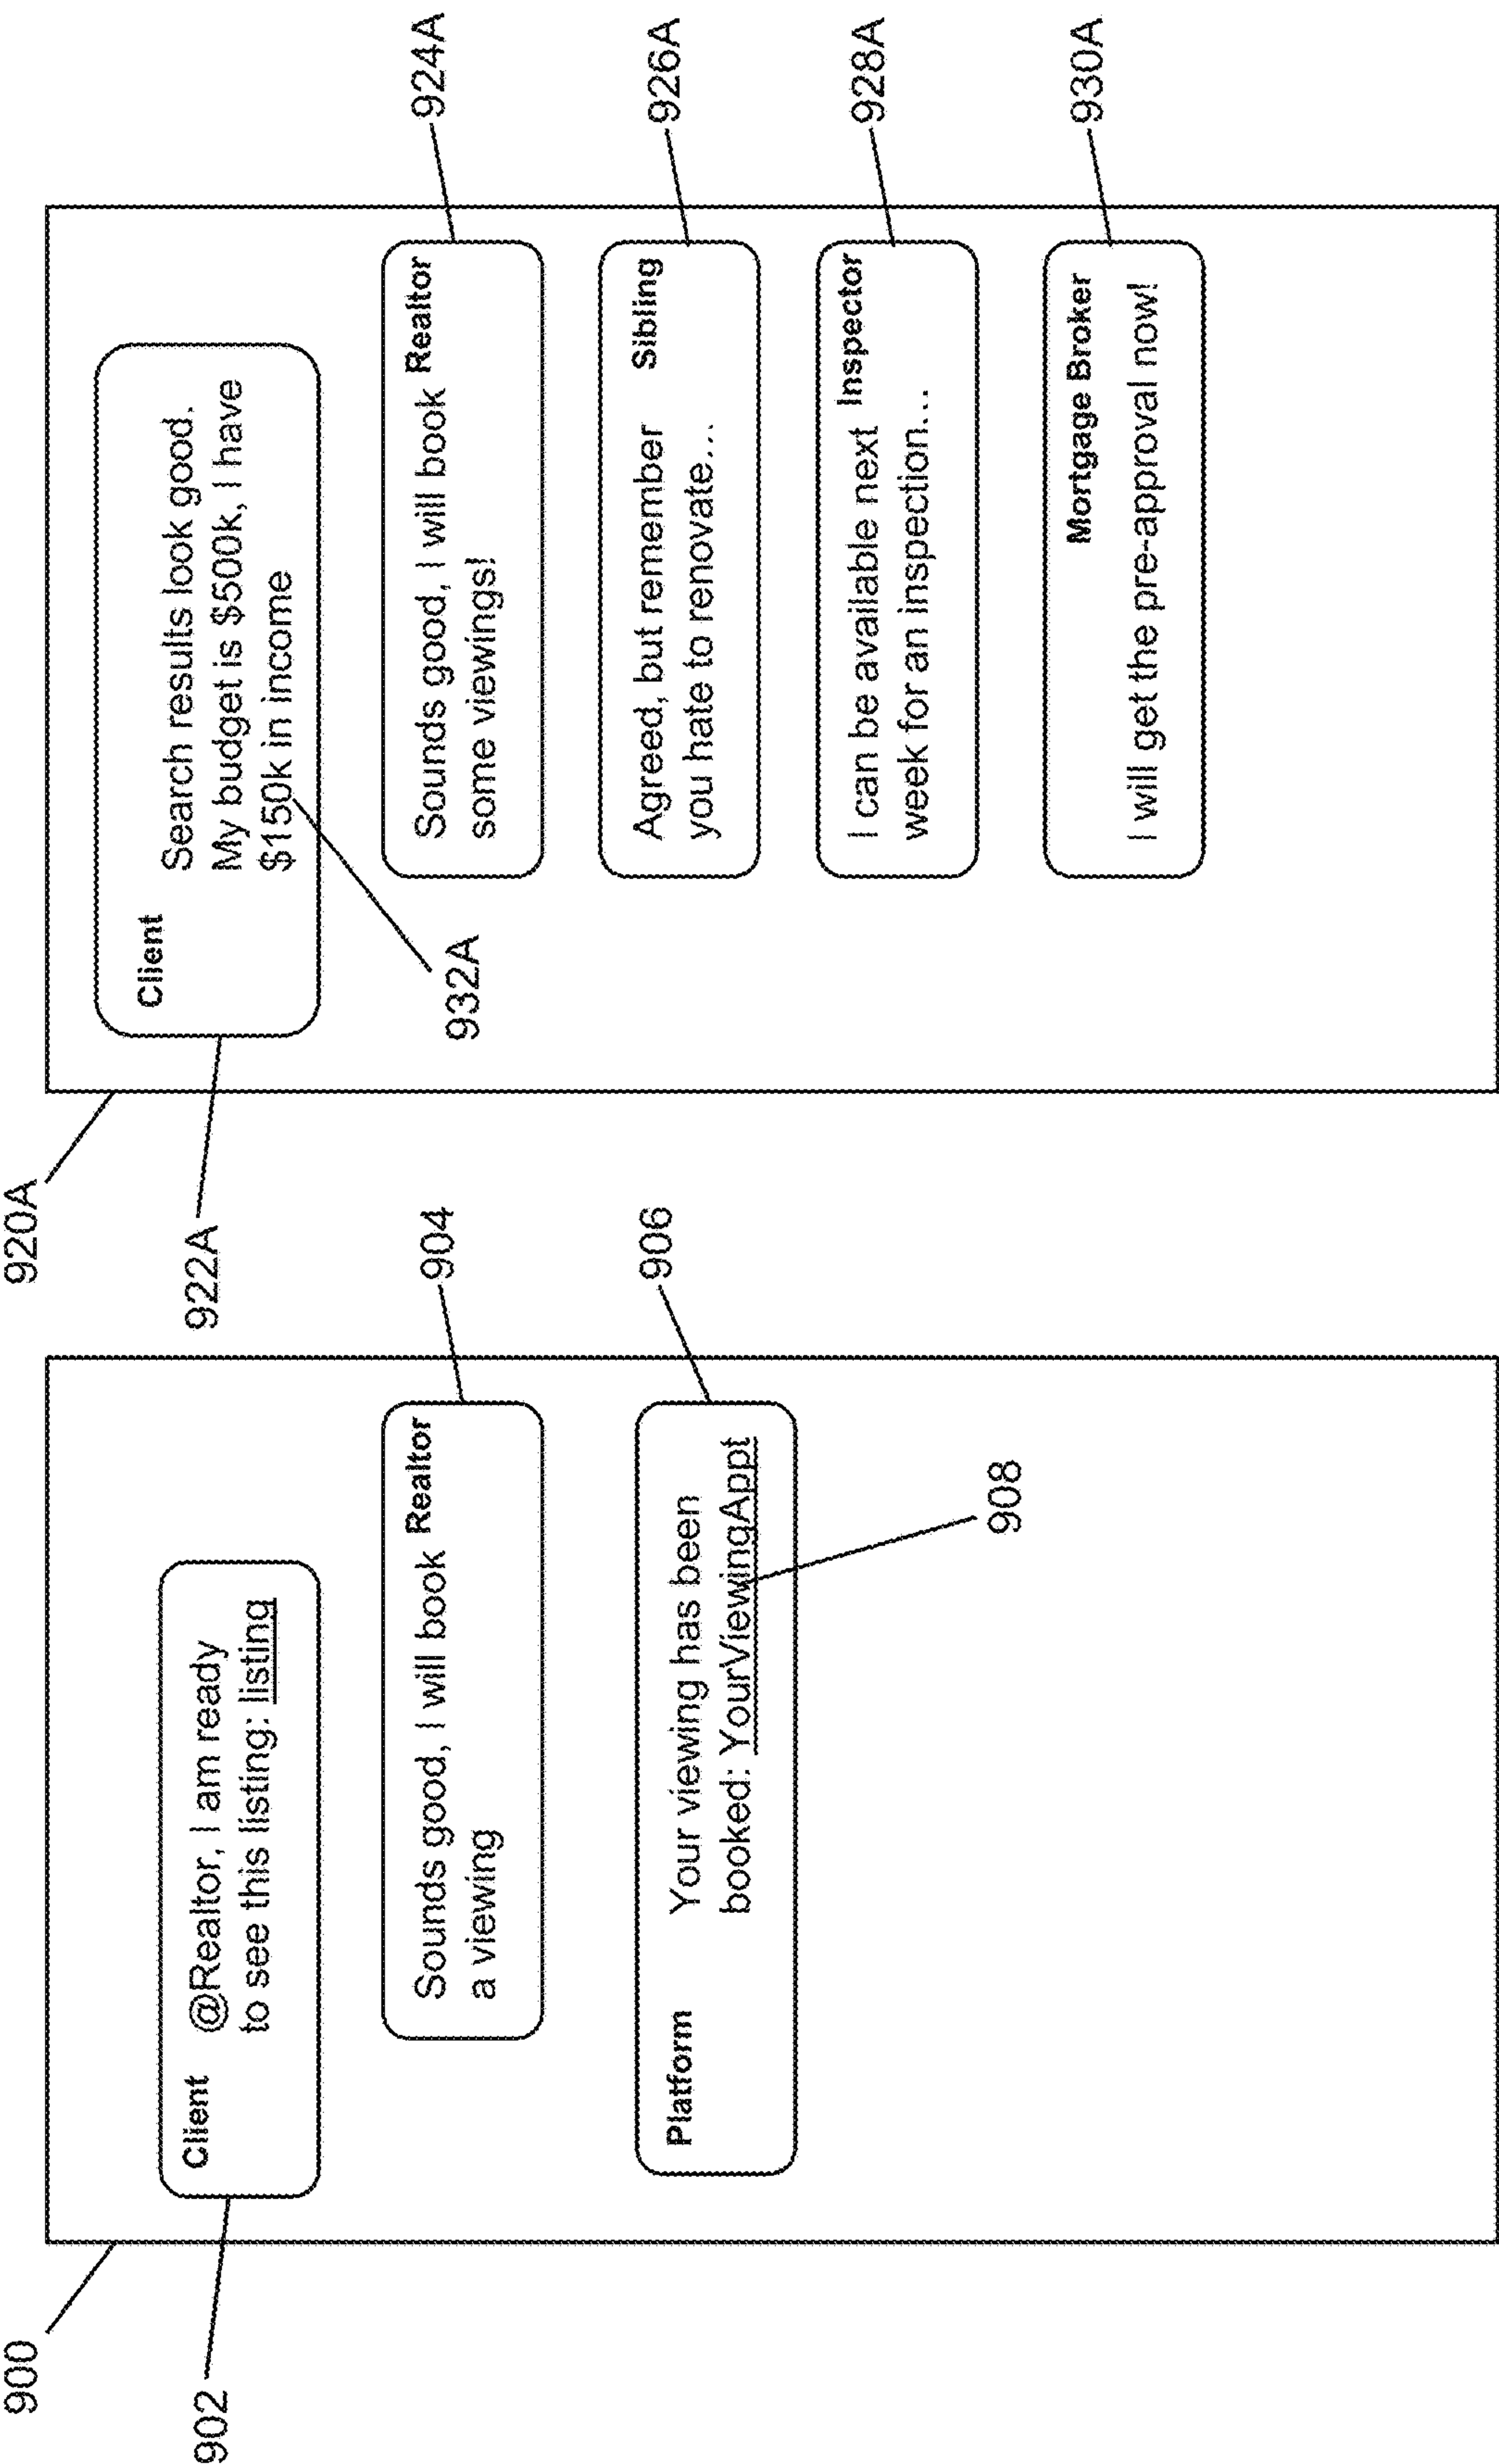 900
902
Client
@Realtor, I am ready
to see this listing: listing
904
Sounds good, I will book Realtor
a viewing
906
Platform
Your viewing has been
booked: YourViewingAppt
908
920A
922A
Client
Search results look good.
My budget is $500k, I have
$150k in income
932A
924A
Sounds good, I will book Realtor
some viewings!
926A
Agreed, but remember Sibling
you hate to renovate...
928A
I can be available next Inspector
week for an inspection...
930A
Mortgage Broker
I will get the pre-approval now!